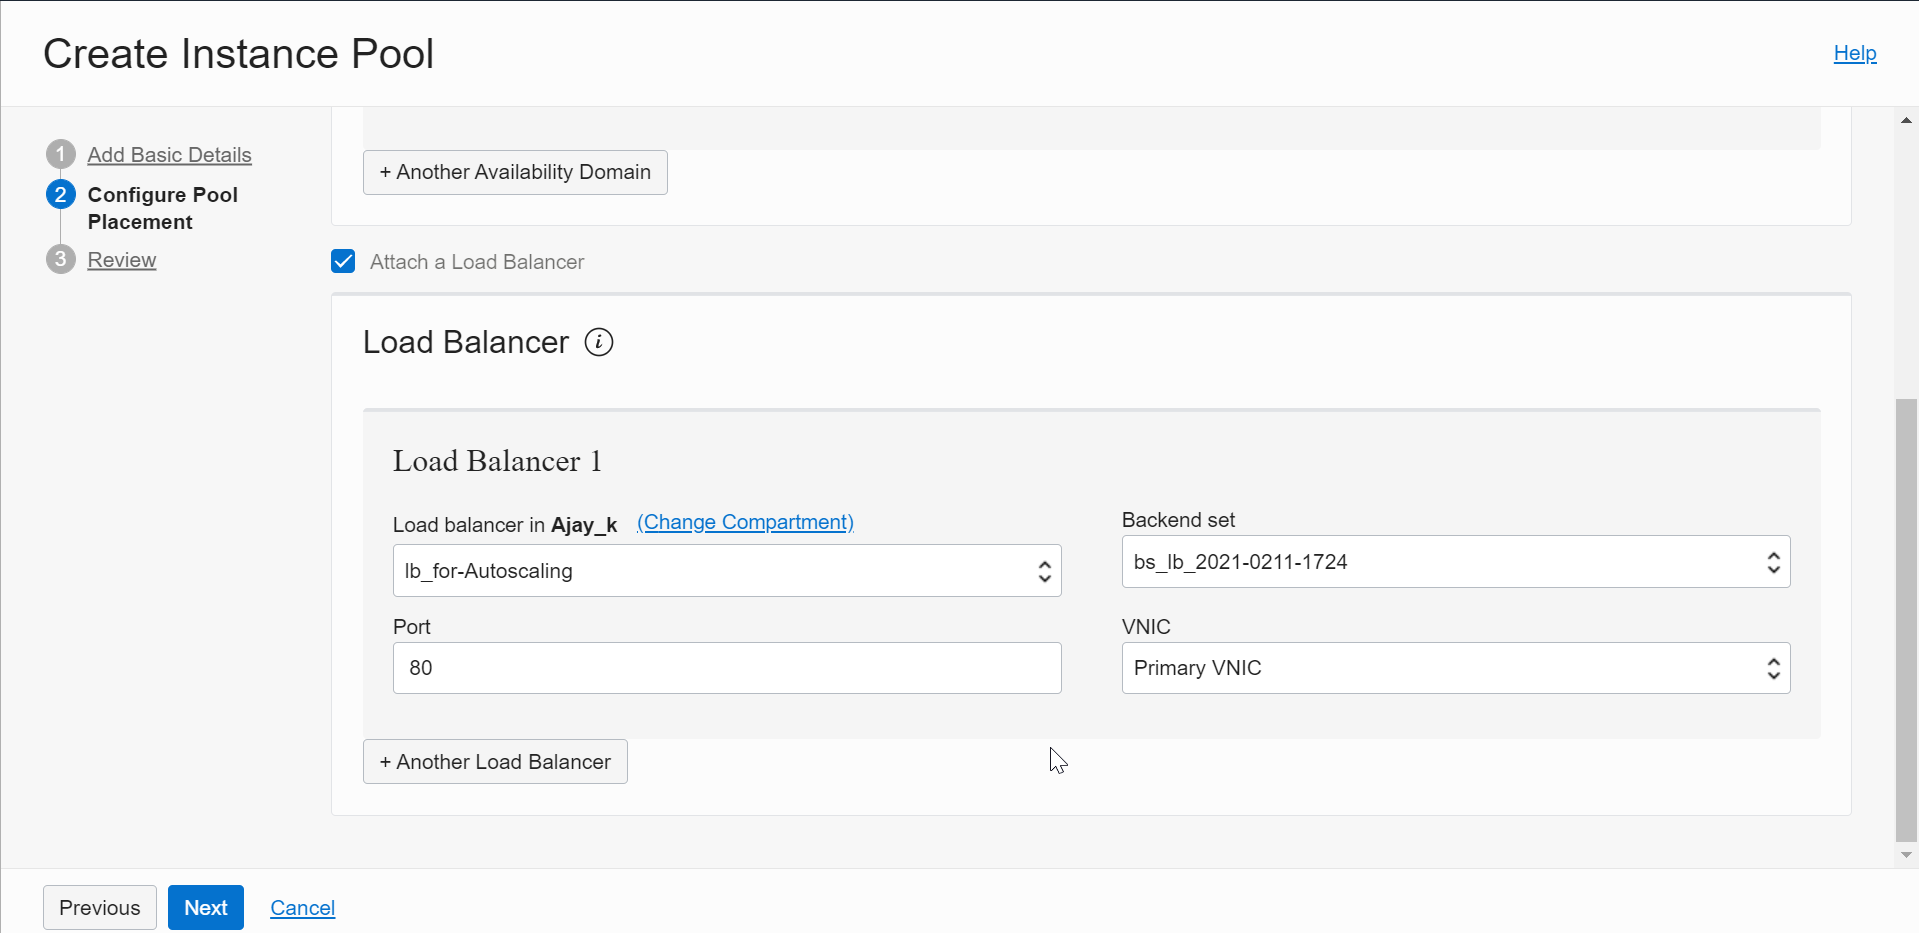 Create Instance Pool
Help
1 Add Basic Details
2 Configure Pool
Placement
3 Review
+ Another Availability Domain
Attach a Load Balancer
Load Balancer i
Load Balancer 1
Load balancer in Ajay_k (Change Compartment)
lb_for-Autoscaling
Backend set
bs_lb_2021-0211-1724
Port
80
VNIC
Primary VNIC
+ Another Load Balancer
Previous
Next
Cancel